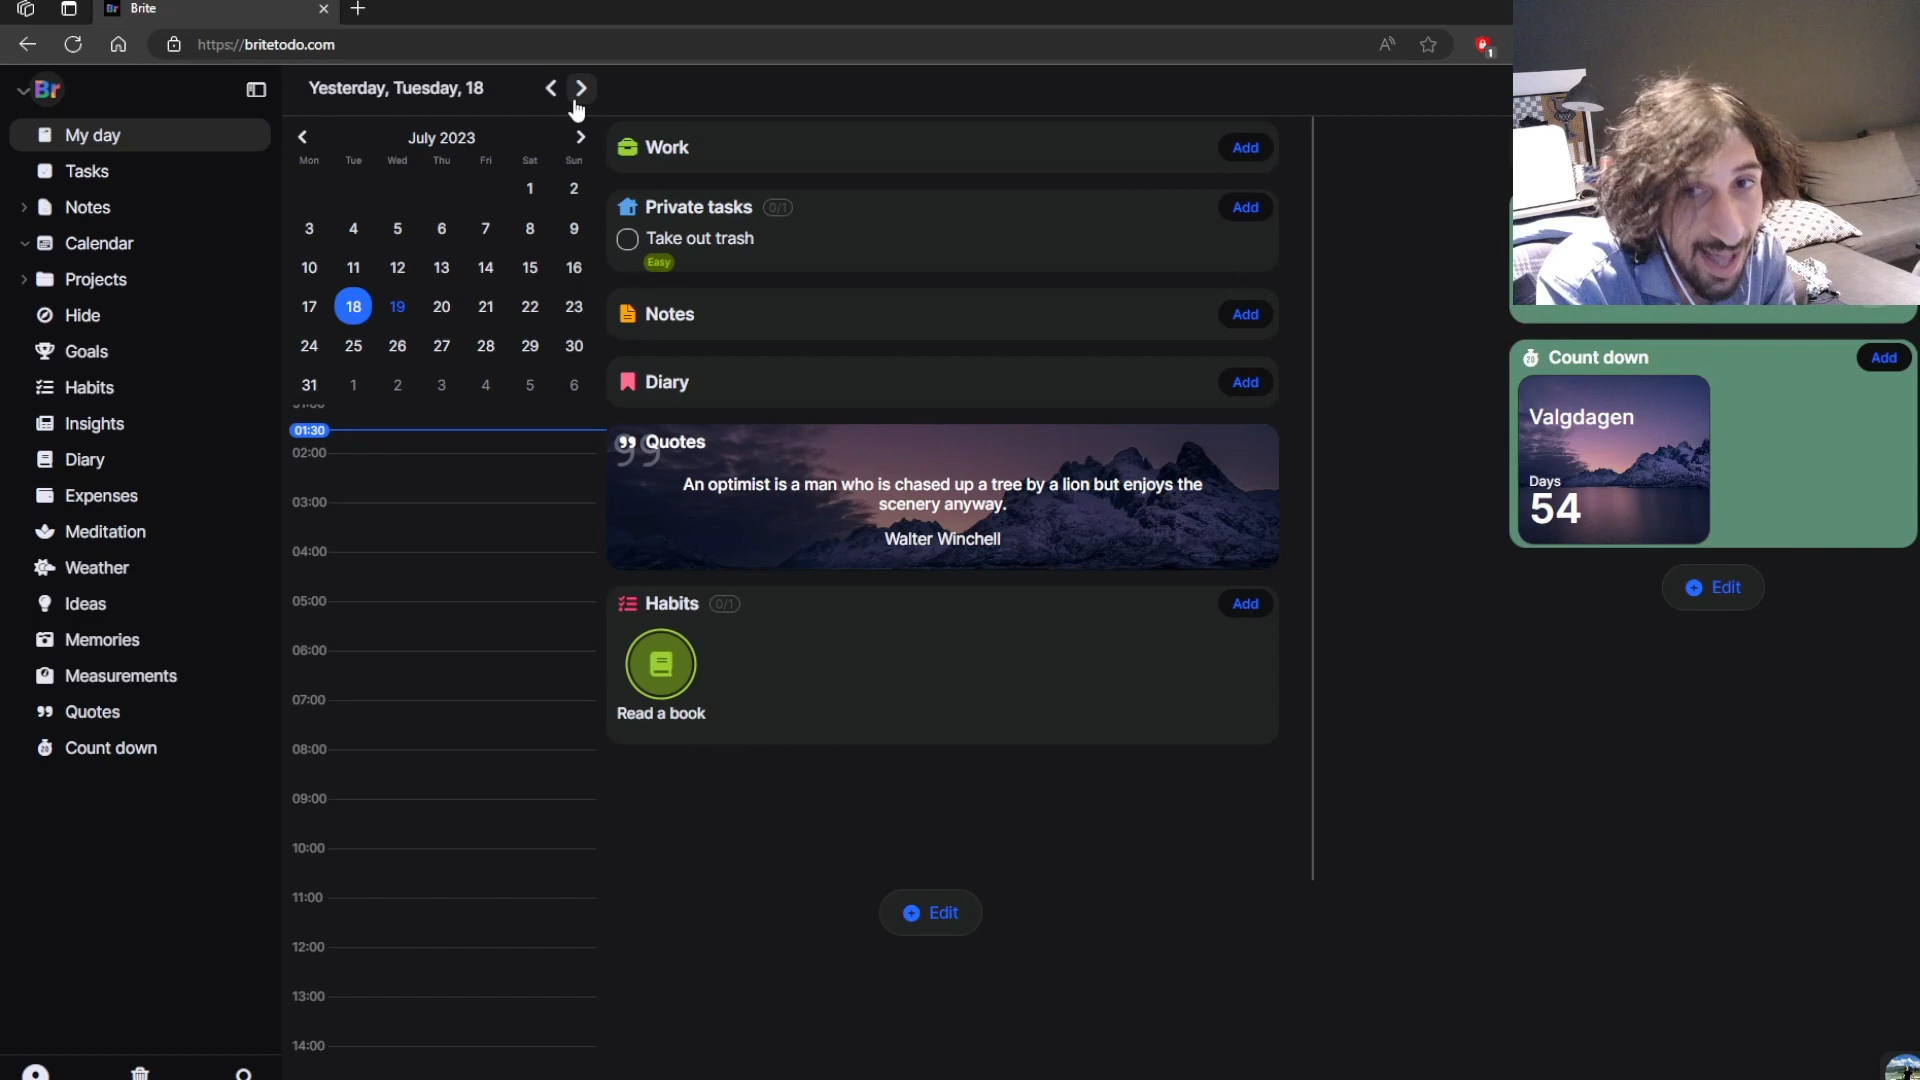 Br Brite
https://britetodo.com
1
Br
Yesterday, Tuesday, 18
My day
Tasks
Notes
Calendar
Projects
Hide
Goals
Habits
Insights
Diary
Expenses
Meditation
Weather
Ideas
Memories
Measurements
Quotes
Count down
July 2023
Mon Tue Wed Thu Fri Sat Sun
1 2
3 4 5 6 7 8 9
10 11 12 13 14 15 16
17 18 19 20 21 22 23
24 25 26 27 28 29 30
31 1 2 3 4 5 6
01:30
02:00
03:00
04:00
05:00
06:00
07:00
08:00
09:00
10:00
11:00
12:00
13:00
14:00
Work Add
Private tasks 0/1 Add
Take out trash
Easy
Notes Add
Diary Add
Quotes
An optimist is a man who is chased up a tree by a lion but enjoys the
scenery anyway.
Walter Winchell
Habits 0/1 Add
Read a book
Edit
Count down Add
Valgdagen
Days
54
Edit